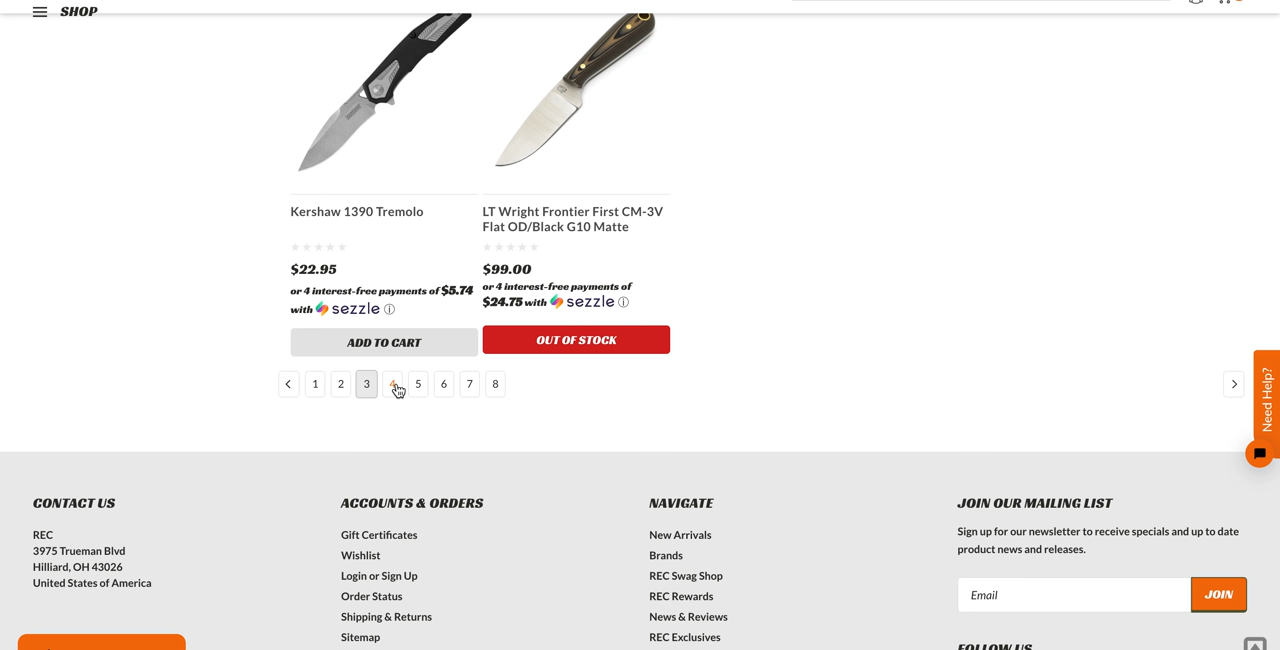 SHOP
Kershaw 1390 Tremolo
$22.95
or 4 interest-free payments of $5.74
with sezzle ⓘ
ADD TO CART
LT Wright Frontier First CM-3V
Flat OD/Black G10 Matte
$99.00
or 4 interest-free payments of
$24.75 with sezzle ⓘ
OUT OF STOCK
1 2 3 4 5 6 7 8
Need Help?
CONTACT US
REC
3975 Trueman Blvd
Hilliard, OH 43026
United States of America
ACCOUNTS & ORDERS
Gift Certificates
Wishlist
Login or Sign Up
Order Status
Shipping & Returns
Sitemap
NAVIGATE
New Arrivals
Brands
REC Swag Shop
REC Rewards
News & Reviews
REC Exclusives
JOIN OUR MAILING LIST
Sign up for our newsletter to receive specials and up to date
product news and releases.
Email
JOIN
FOLLOW US